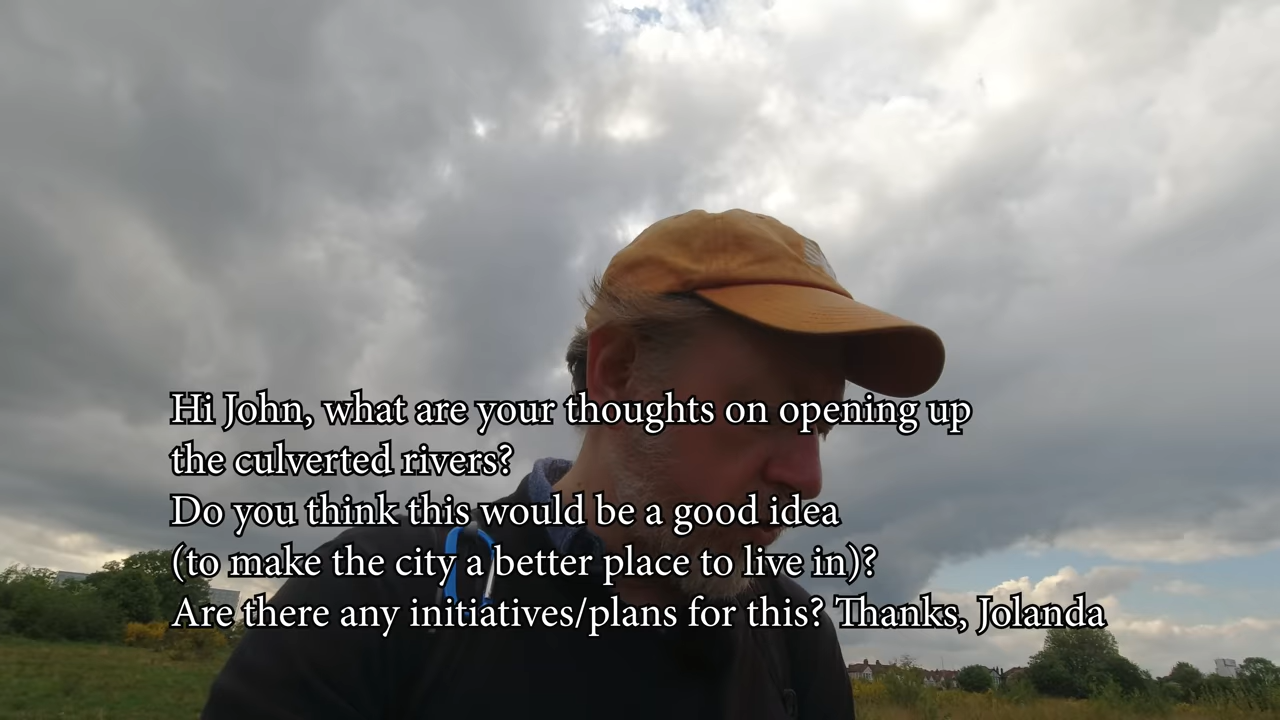 Hi John, what are your thoughts on opening up
the culverted rivers?
Do you think this would be a good idea
(to make the city a better place to live in)?
Are there any initiatives/plans for this? Thanks, Jolanda